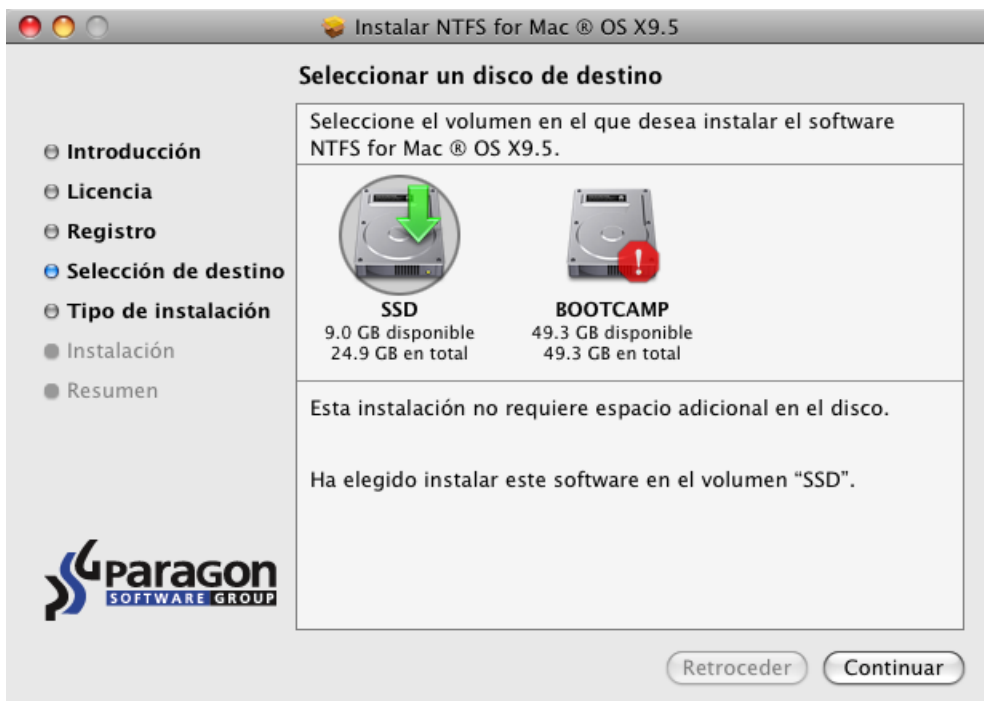 Instalar NTFS for Mac ® OS X9.5
Seleccionar un disco de destino
Introducción
Licencia
Registro
Selección de destino
Tipo de instalación
Instalación
Resumen
Seleccione el volumen en el que desea instalar el software
NTFS for Mac ® OS X9.5.
SSD
9.0 GB disponible
24.9 GB en total
BOOTCAMP
49.3 GB disponible
49.3 GB en total
Esta instalación no requiere espacio adicional en el disco.
Ha elegido instalar este software en el volumen “SSD”.
Paragon
SOFTWARE GROUP
Retroceder
Continuar